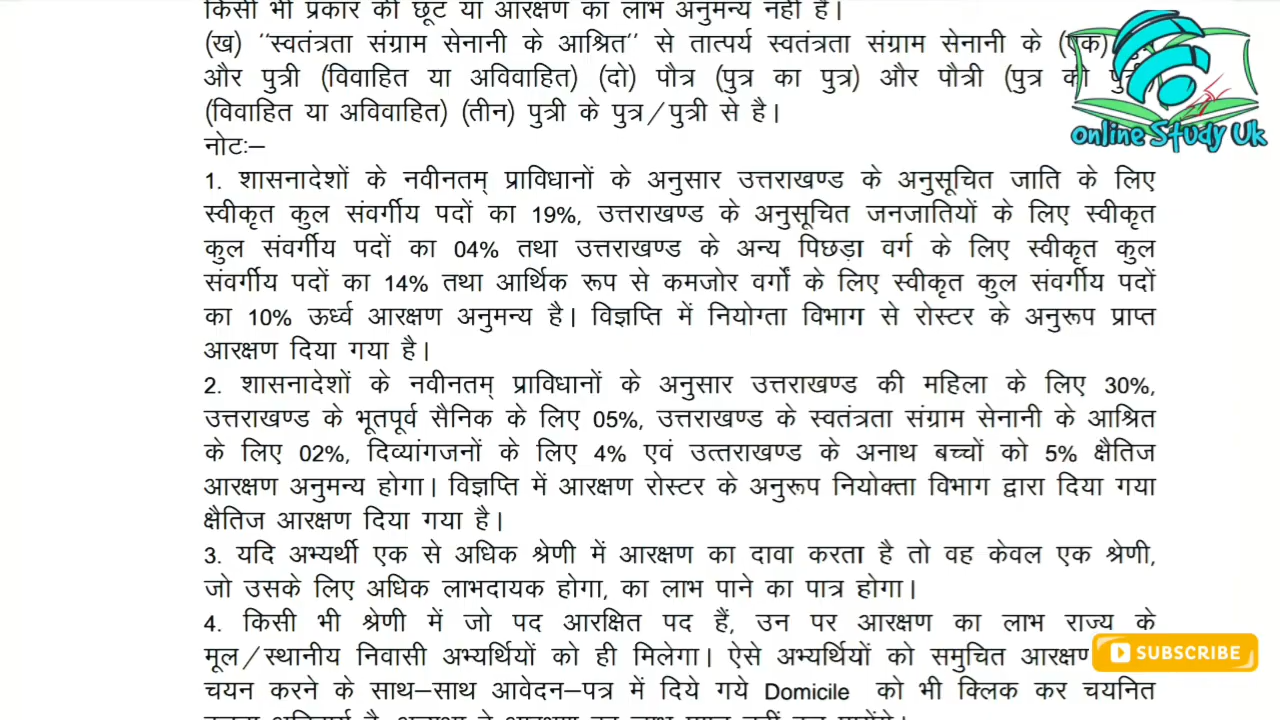 किसी भी प्रकार की छूट या आरक्षण का लाभ अनुमन्य नहीं है।
(ख) ‘‘स्वतंत्रता संग्राम सेनानी के आश्रित’’ से तात्पर्य स्वतंत्रता संग्राम सेनानी के (एक)
और पुत्री (विवाहित या अविवाहित) (दो) पौत्र (पुत्र का पुत्र) और पौत्री (पुत्र की पुत्री)
(विवाहित या अविवाहित) (तीन) पुत्री के पुत्र/पुत्री से है।
नोटः–
1. शासनादेशों के नवीनतम् प्राविधानों के अनुसार उत्तराखण्ड के अनुसूचित जाति के लिए
स्वीकृत कुल संवर्गीय पदों का 19%, उत्तराखण्ड के अनुसूचित जनजातियों के लिए स्वीकृत
कुल संवर्गीय पदों का 04% तथा उत्तराखण्ड के अन्य पिछड़ा वर्ग के लिए स्वीकृत कुल
संवर्गीय पदों का 14% तथा आर्थिक रूप से कमजोर वर्गों के लिए स्वीकृत कुल संवर्गीय पदों
का 10% ऊर्ध्व आरक्षण अनुमन्य है। विज्ञप्ति में नियोग्ता विभाग से रोस्टर के अनुरूप प्राप्त
आरक्षण दिया गया है।
2. शासनादेशों के नवीनतम् प्राविधानों के अनुसार उत्तराखण्ड की महिला के लिए 30%,
उत्तराखण्ड के भूतपूर्व सैनिक के लिए 05%, उत्तराखण्ड के स्वतंत्रता संग्राम सेनानी के आश्रित
के लिए 02%, दिव्यांगजनों के लिए 4% एवं उत्तराखण्ड के अनाथ बच्चों को 5% क्षैतिज
आरक्षण अनुमन्य होगा। विज्ञप्ति में आरक्षण रोस्टर के अनुरूप नियोक्ता विभाग द्वारा दिया गया
क्षैतिज आरक्षण दिया गया है।
3. यदि अभ्यर्थी एक से अधिक श्रेणी में आरक्षण का दावा करता है तो वह केवल एक श्रेणी,
जो उसके लिए अधिक लाभदायक होगा, का लाभ पाने का पात्र होगा।
4. किसी भी श्रेणी में जो पद आरक्षित पद हैं, उन पर आरक्षण का लाभ राज्य के
मूल/स्थानीय निवासी अभ्यर्थियों को ही मिलेगा। ऐसे अभ्यर्थियों को समुचित आरक्षण
चयन करने के साथ–साथ आवेदन–पत्र में दिये गये Domicile को भी क्लिक कर चयनित
Online Study Uk
SUBSCRIBE